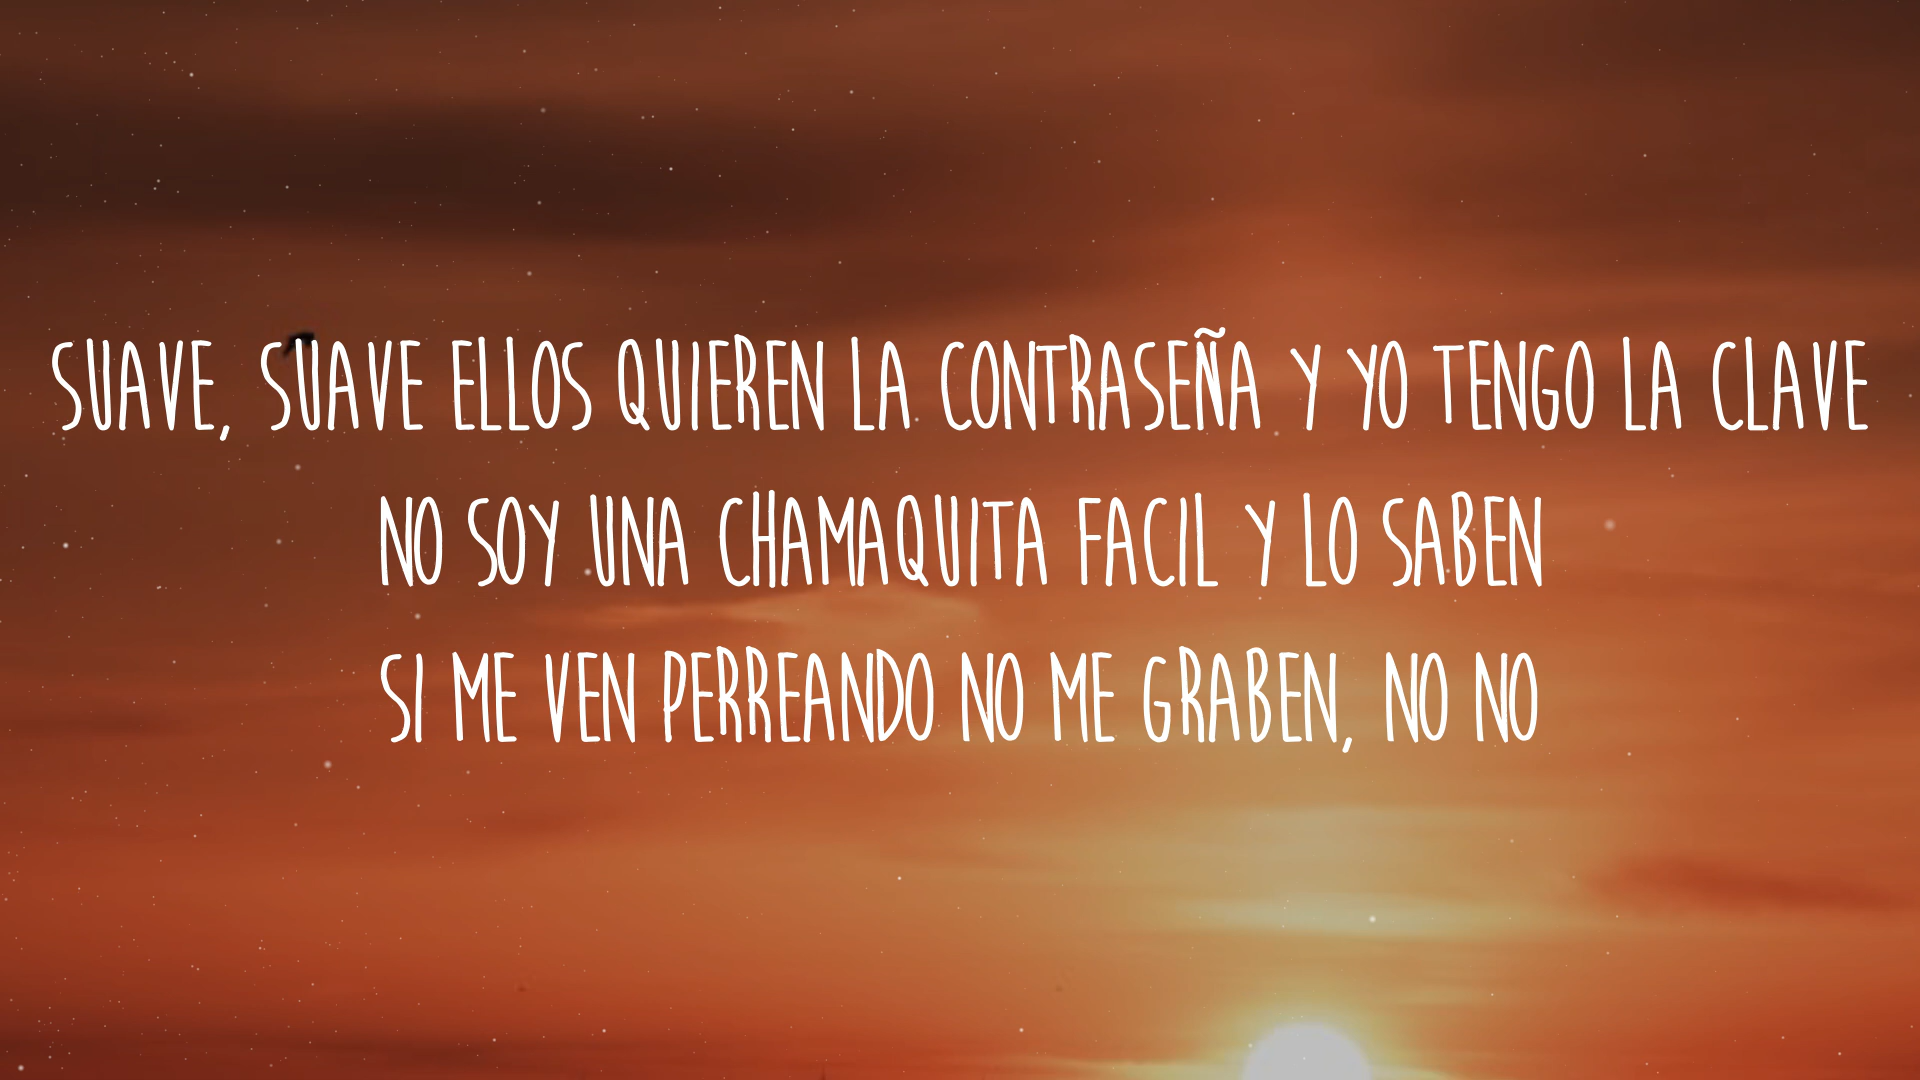 SUAVE, SUAVE ELLOS QUIEREN LA CONTRASEÑA Y YO TENGO LA CLAVE
NO SOY UNA CHAMAQUITA FACIL Y LO SABEN
SI ME VEN PERREANDO NO ME GRABEN, NO NO